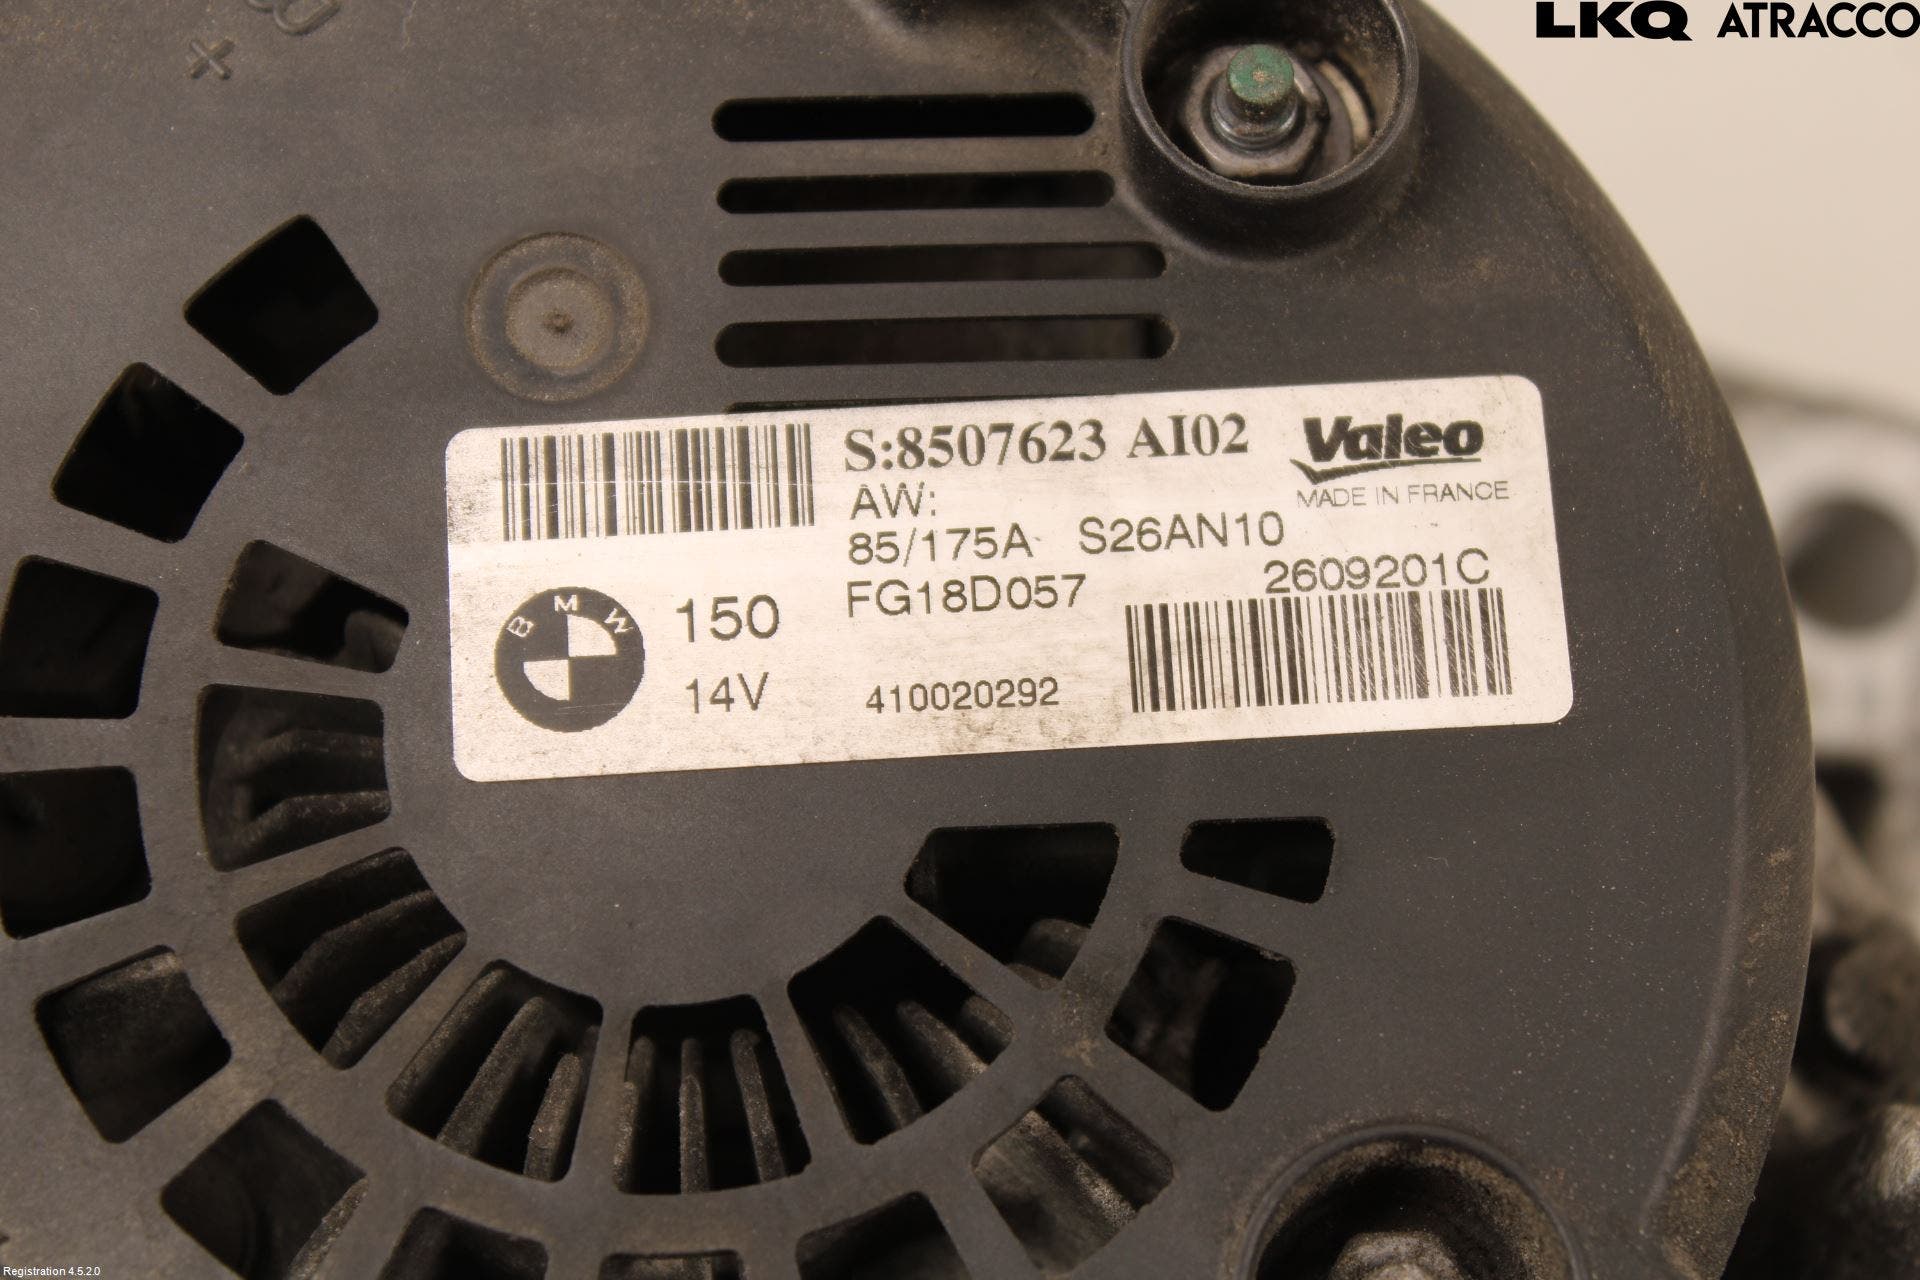 LKQ ATRACCO
S:8507623 AI02
Valeo
MADE IN FRANCE
AW:
85/175A S26AN10
FG18D057
2609201C
BMW
150
14V
410020292
Registration 4.5.2.0